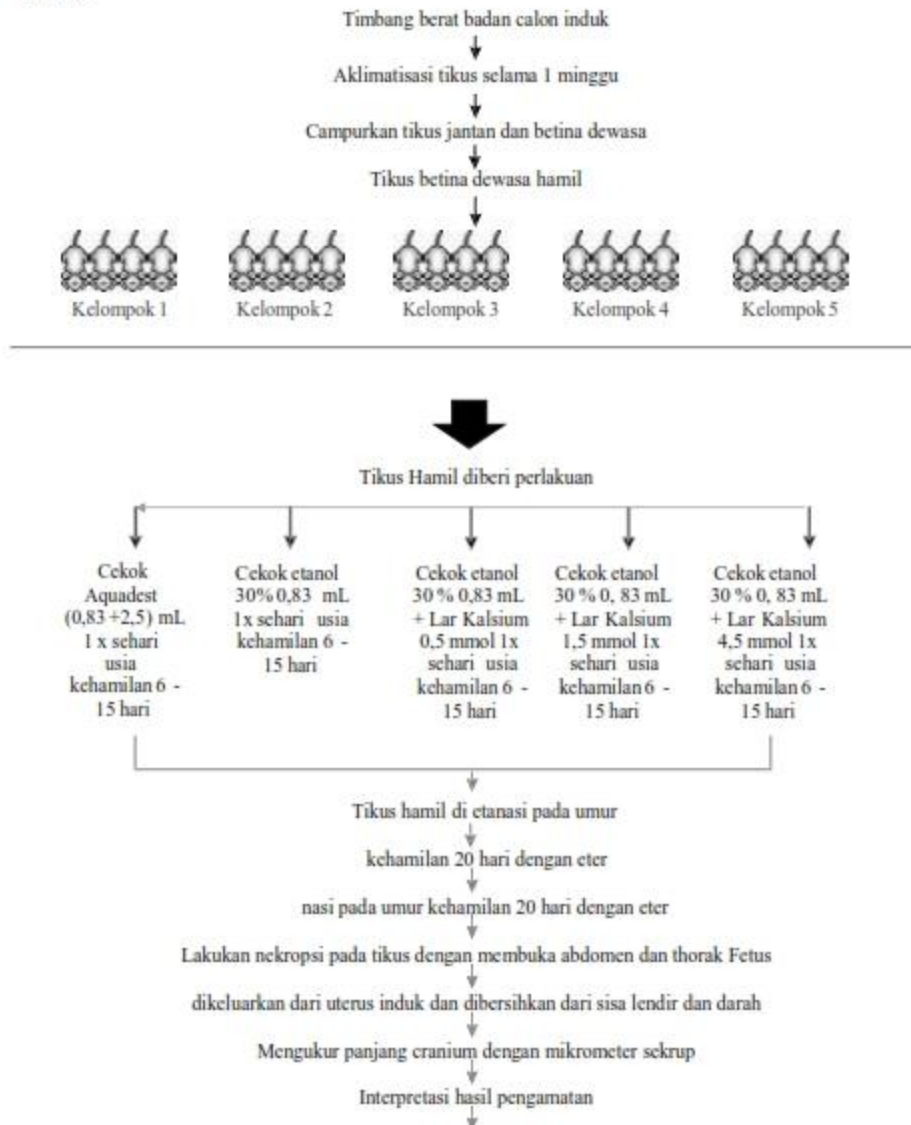 Timbang berat badan calon induk
Aklimatisasi tikus selama 1 minggu
Campurkan tikus jantan dan betina dewasa
Tikus betina dewasa hamil
Kelompok 1
Kelompok 2
Kelompok 3
Kelompok 4
Kelompok 5
Tikus Hamil diberi perlakuan
Cekok
Aquadest
(0,83 +2,5) mL
1 x sehari
usia
kehamilan 6 -
15 hari
Cekok etanol
30% 0,83 mL
1x sehari usia
kehamilan 6 -
15 hari
Cekok etanol
30 % 0,83 mL
+ Lar Kalsium
0,5 mmol 1x
sehari usia
kehamilan 6 -
15 hari
Cekok etanol
30 % 0, 83 mL
+ Lar Kalsium
1,5 mmol 1x
sehari usia
kehamilan 6 -
15 hari
Cekok etanol
30 % 0, 83 mL
+ Lar Kalsium
4,5 mmol 1x
sehari usia
kehamilan 6 -
15 hari
Tikus hamil di etanasi pada umur
kehamilan 20 hari dengan eter
nasi pada umur kehamilan 20 hari dengan eter
Lakukan nekropsi pada tikus dengan membuka abdomen dan thorak Fetus
dikeluarkan dari uterus induk dan dibersihkan dari sisa lendir dan darah
Mengukur panjang cranium dengan mikrometer sekrup
Interpretasi hasil pengamatan